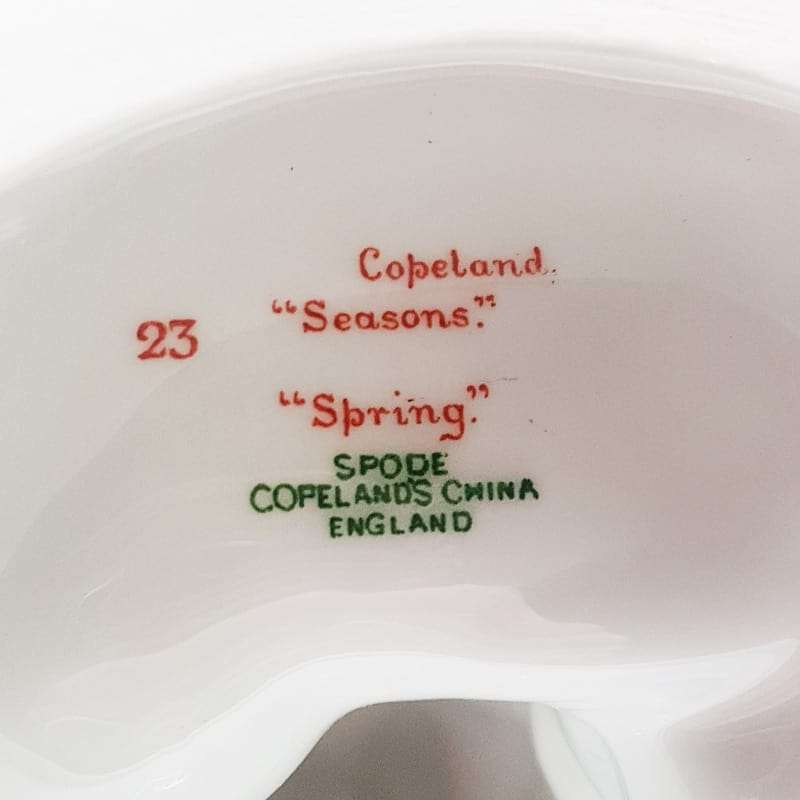 Copeland.
23 "Seasons."
"Spring."
SPODE
COPELAND'S CHINA
ENGLAND